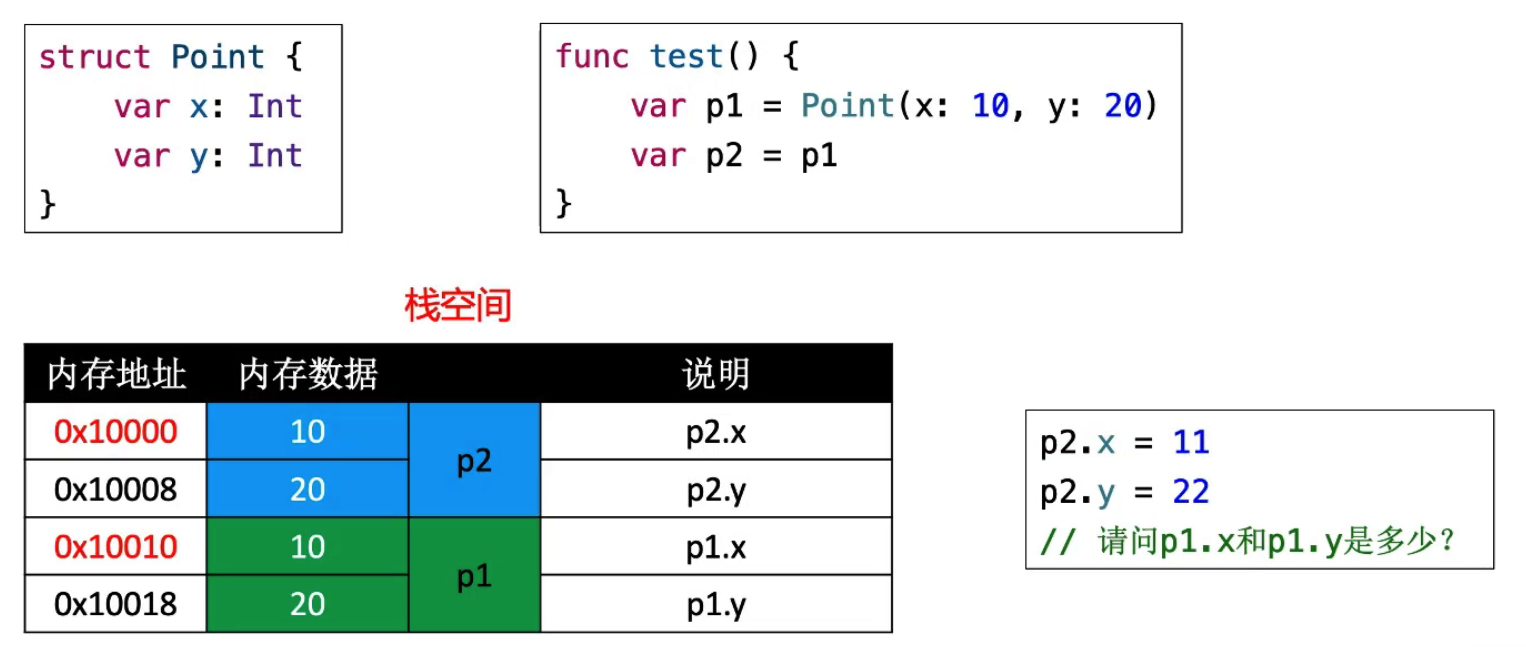 struct Point {
    var x: Int
    var y: Int
}
func test() {
    var p1 = Point(x: 10, y: 20)
    var p2 = p1
}
栈空间
内存地址 内存数据 说明
0x10000 10 p2.x
p2
0x10008 20 p2.y
0x10010 10 p1.x
p1
0x10018 20 p1.y
p2.x = 11
p2.y = 22
// 请问p1.x和p1.y是多少？